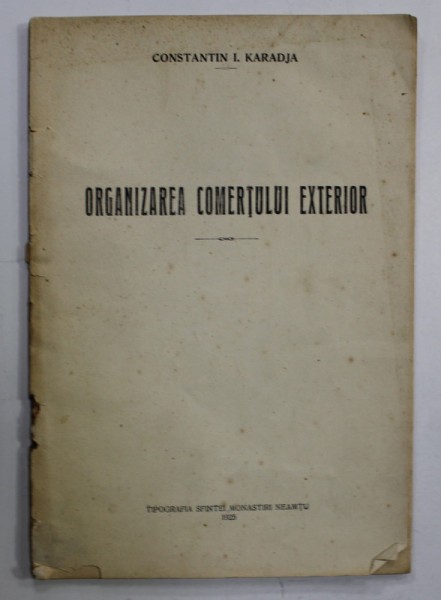 CONSTANTIN I. KARADJA
ORGANIZAREA COMERȚULUI EXTERIOR
TIPOGRAFIA SFINTEI MONASTIRI NEAMȚU
1925